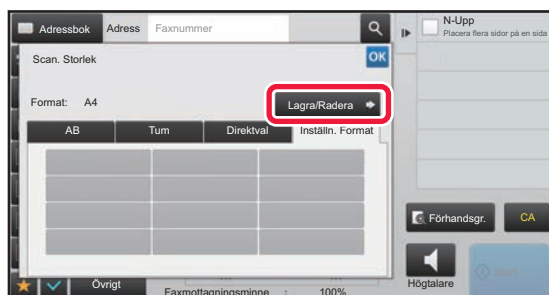 Adressbok
Adress
Faxnummer
N-Upp
Placera flera sidor på en sida
Scan. Storlek
OK
Format: A4
Lagra/Radera
AB
Tum
Direktval
Inställn. Format
Förhandsgr.
CA
Högtalare
Start
Övrigt
Faxmottagningsminne : 100%